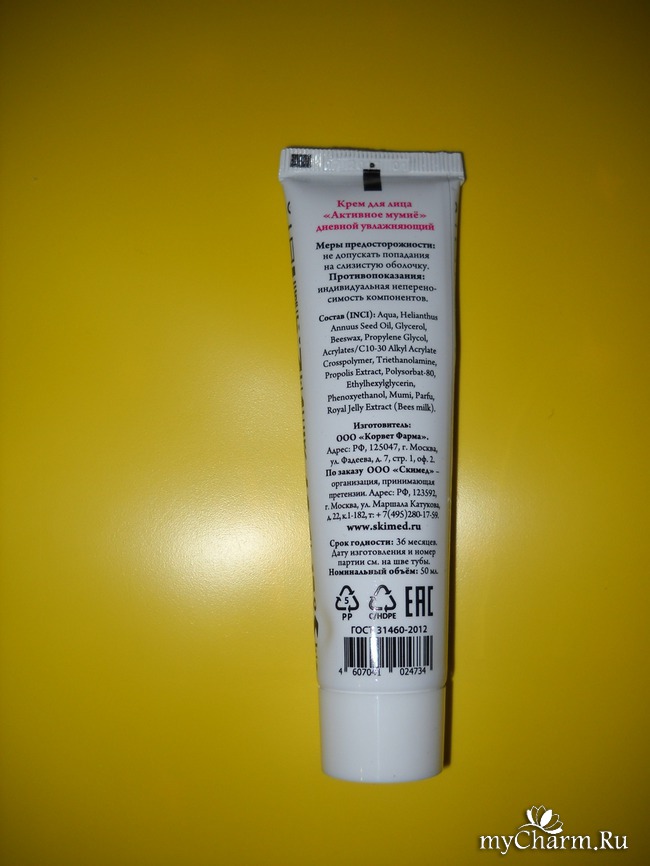 Крем для лица
«Активное мумиё»
дневной увлажняющий
Меры предосторожности:
не допускать попадания
на слизистую оболочку.
Противопоказания:
индивидуальная неперено-
симость компонентов.
Состав (INCI): Aqua, Helianthus
Annuus Seed Oil, Glycerol,
Beeswax, Propylene Glycol,
Acrylates/C10-30 Alkyl Acrylate
Crosspolymer, Triethanolamine,
Propolis Extract, Polysorbat-80,
Ethylhexylglycerin,
Phenoxyethanol, Mumi, Parfu,
Royal Jelly Extract (Bees milk).
Изготовитель:
ООО «Корвет Фарма».
Адрес: РФ, 125047, г. Москва,
ул. Фадеева, д. 7, стр. 1, оф. 2.
По заказу ООО «Скимед» –
организация, принимающая
претензии. Адрес: РФ, 123592,
г. Москва, ул. Маршала Катукова,
д. 22, к.1-182, т: + 7(495)280-17-59.
www.skimed.ru
Срок годности: 36 месяцев.
Дату изготовления и номер
партии см. на шве тубы.
Номинальный объём: 50 мл.
5 EAC
PP C/HDPE
ГОСТ 31460-2012
4 607041 024734
myCharm.Ru